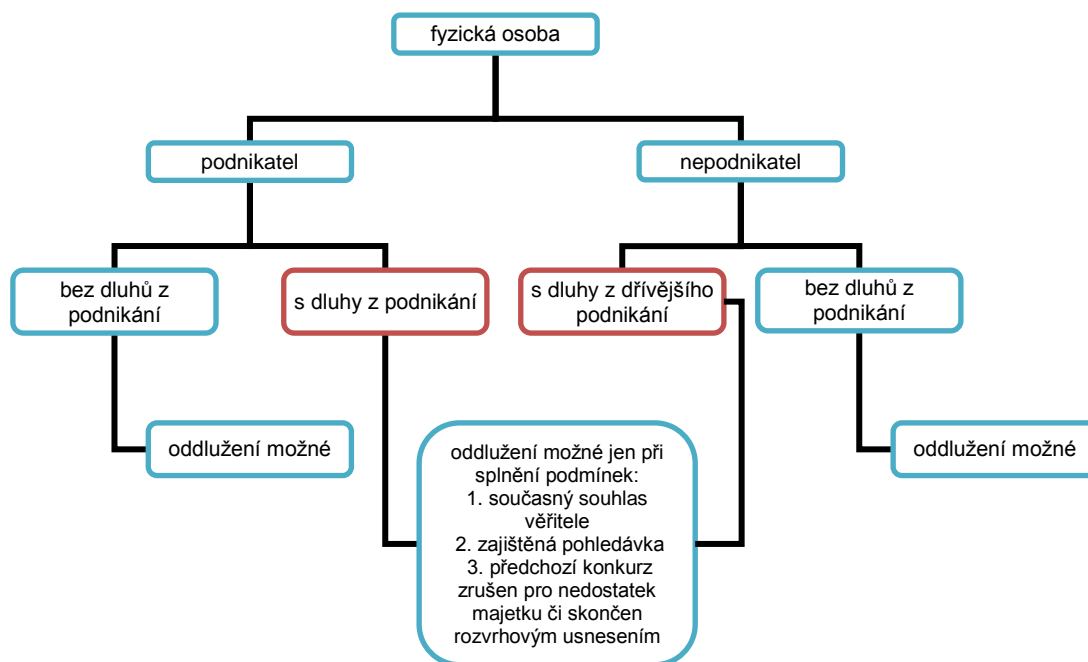 fyzická osoba
podnikatel
nepodnikatel
bez dluhů z
podnikání
s dluhy z podnikání
s dluhy z dřívějšího
podnikání
bez dluhů z
podnikání
oddlužení možné
oddlužení možné jen při
splnění podmínek:
1. současný souhlas
věřitele
2. zajištěná pohledávka
3. předchozí konkurz
zrušen pro nedostatek
majetku či skončen
rozvrhovým usnesením
oddlužení možné